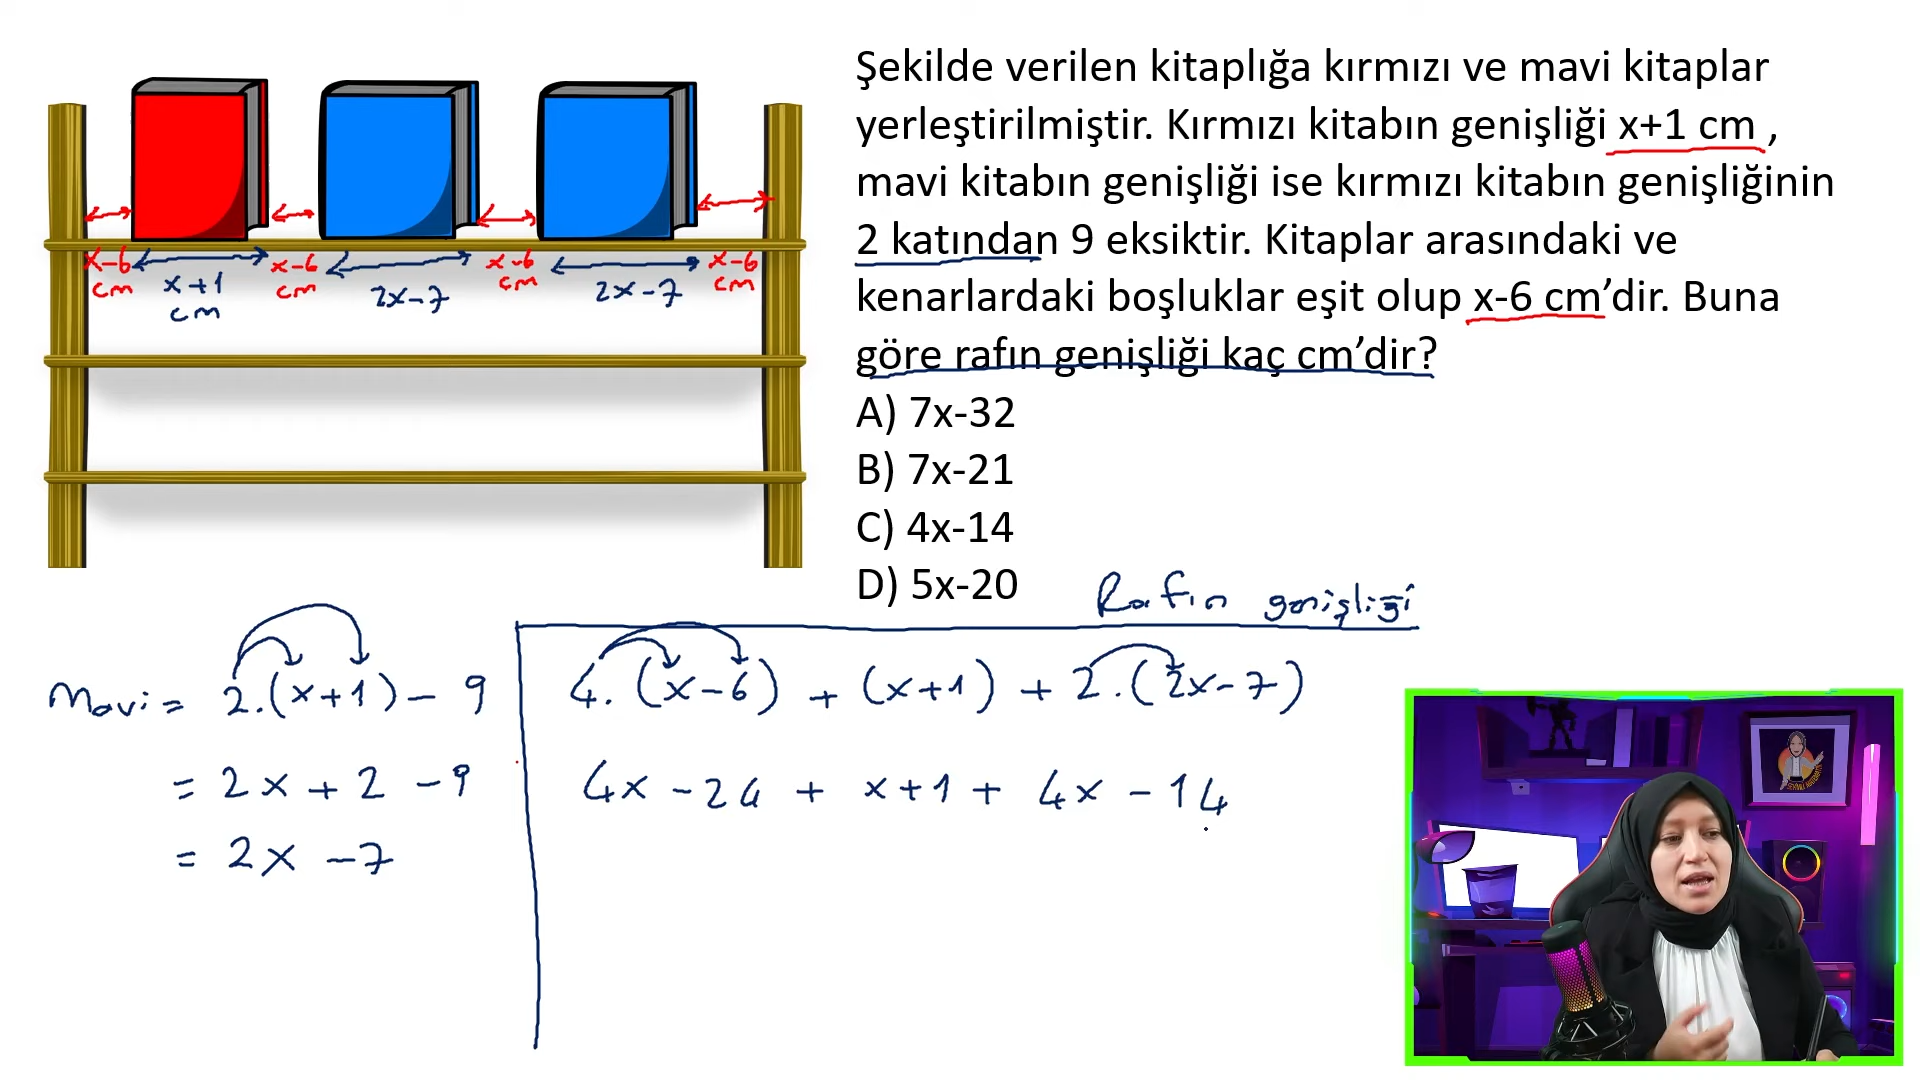 Şekilde verilen kitaplığa kırmızı ve mavi kitaplar
yerleştirilmiştir. Kırmızı kitabın genişliği x+1 cm ,
mavi kitabın genişliği ise kırmızı kitabın genişliğinin
2 katından 9 eksiktir. Kitaplar arasındaki ve
kenarlardaki boşluklar eşit olup x-6 cm’dir. Buna
göre rafın genişliği kaç cm’dir?
A) 7x-32
B) 7x-21
C) 4x-14
D) 5x-20
x-6 cm
x+1 cm
x-6 cm
2x-7
x-6 cm
2x-7
x-6 cm
Mavi = 2.(x+1) - 9
= 2x + 2 - 9
= 2x - 7
Rafın genişliği
4.(x-6) + (x+1) + 2.(2x-7)
4x - 24 + x+1 + 4x - 14